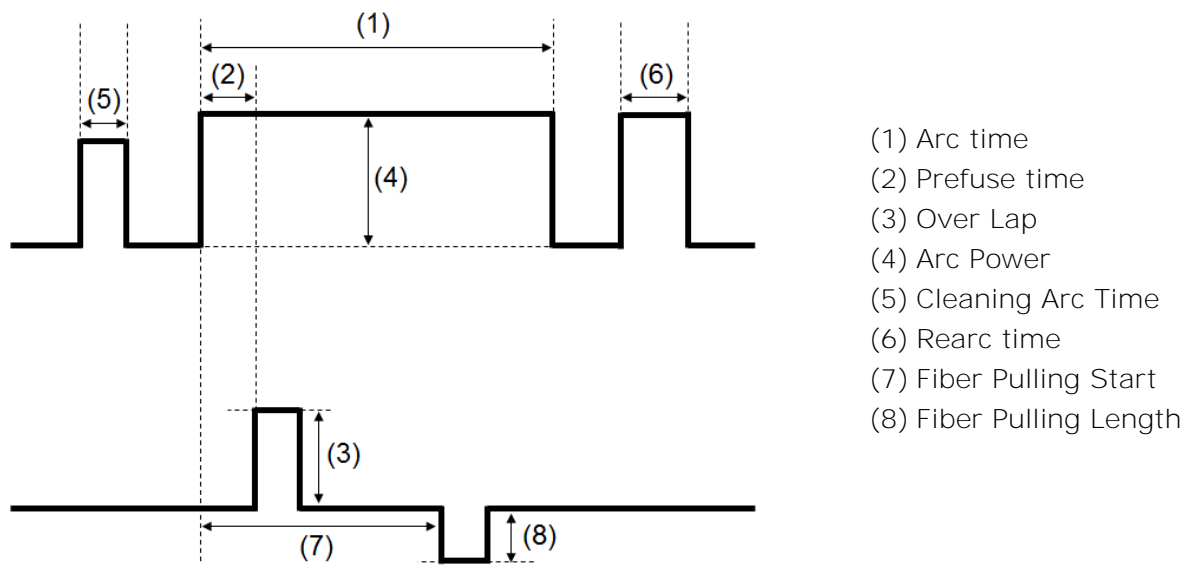 (1)
(2)
(6)
(5)
(4)
(3)
(7)
(8)
(1) Arc time
(2) Prefuse time
(3) Over Lap
(4) Arc Power
(5) Cleaning Arc Time
(6) Rearc time
(7) Fiber Pulling Start
(8) Fiber Pulling Length